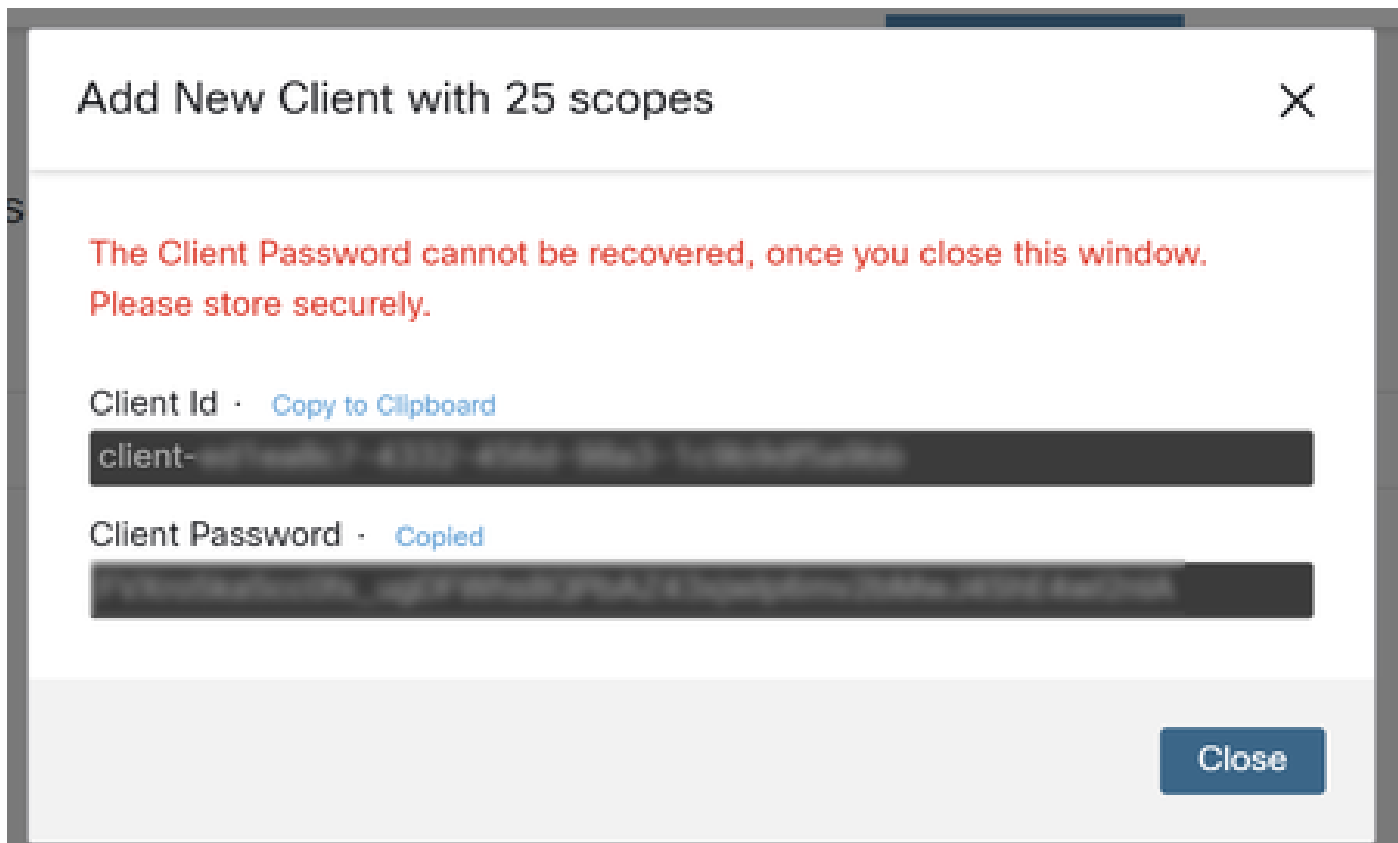 Add New Client with 25 scopes
s
The Client Password cannot be recovered, once you close this window.
Please store securely.
Client Id · Copy to Clipboard
client-
Client Password · Copied
Close